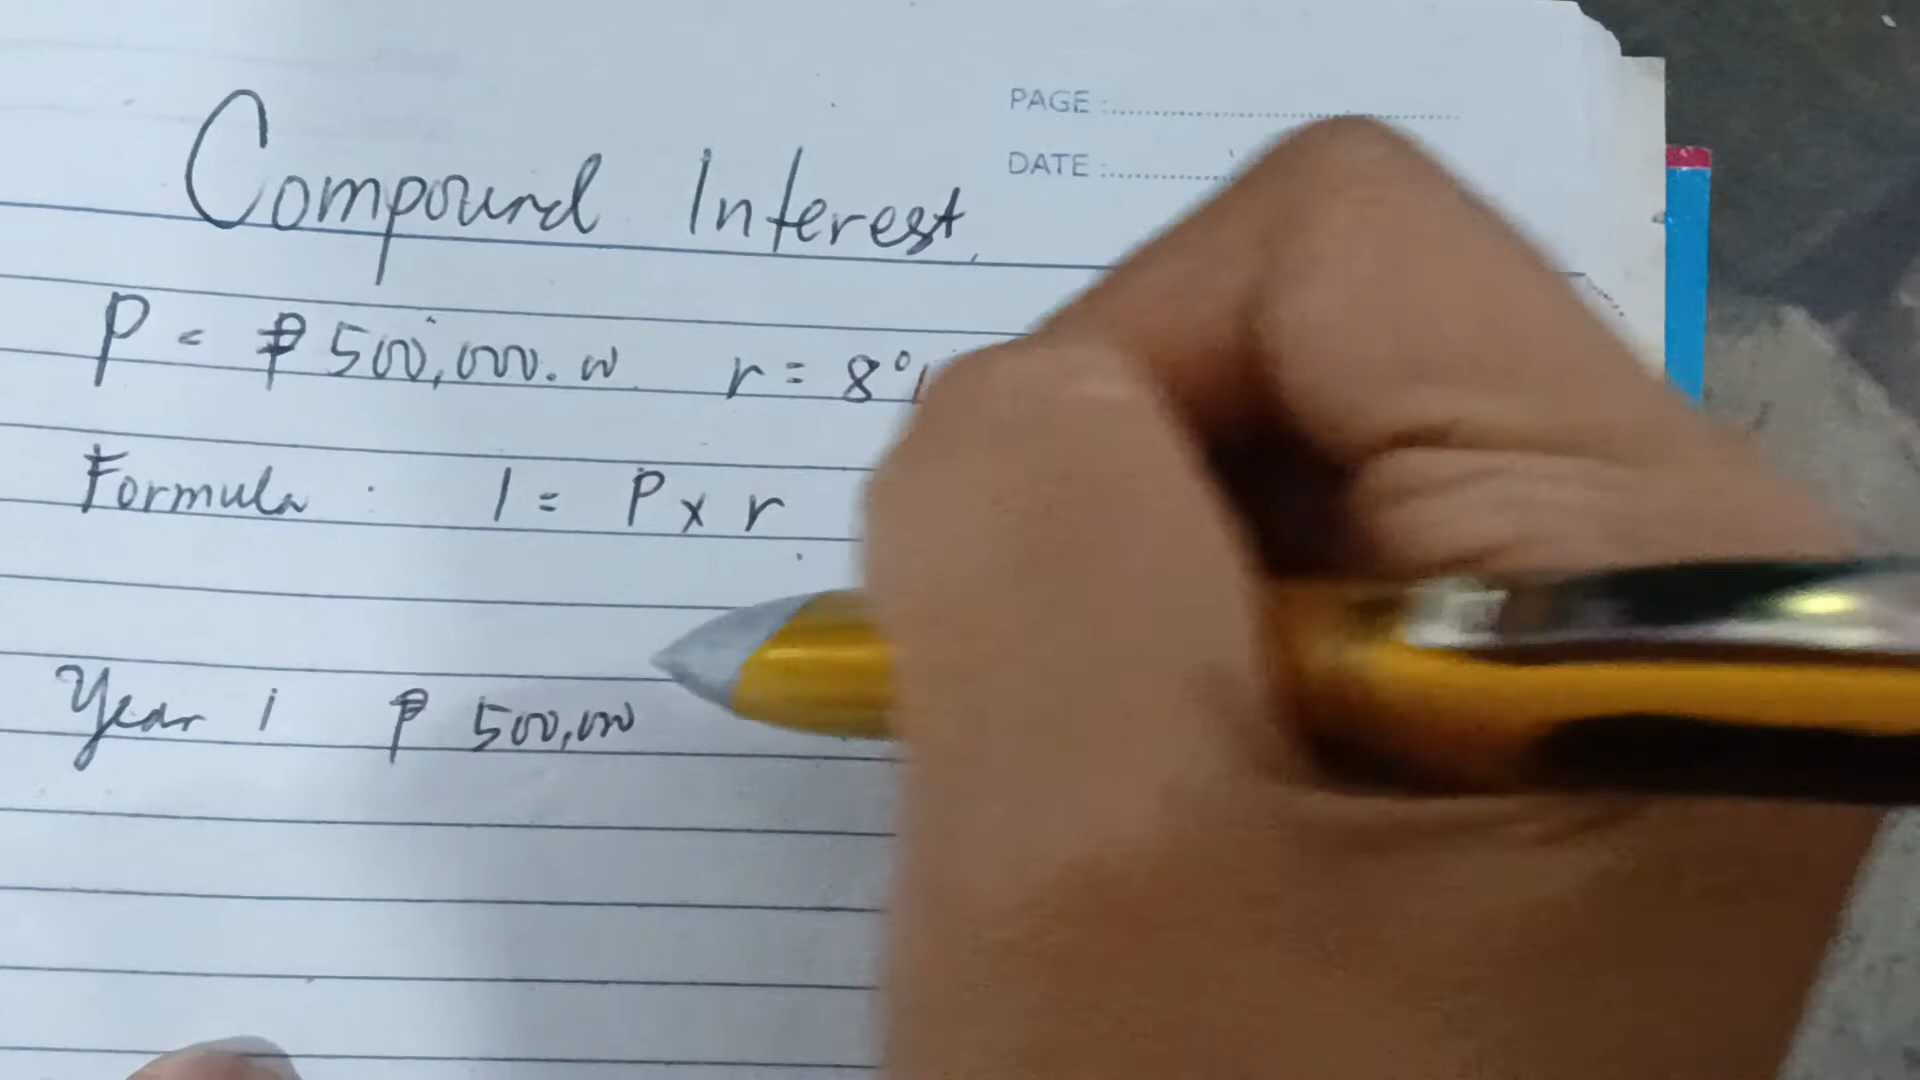 PAGE :
DATE :
Compound Interest
P = ₱ 500,000.00 r = 8%
Formula : I = P x r
Year 1 ₱ 500,000